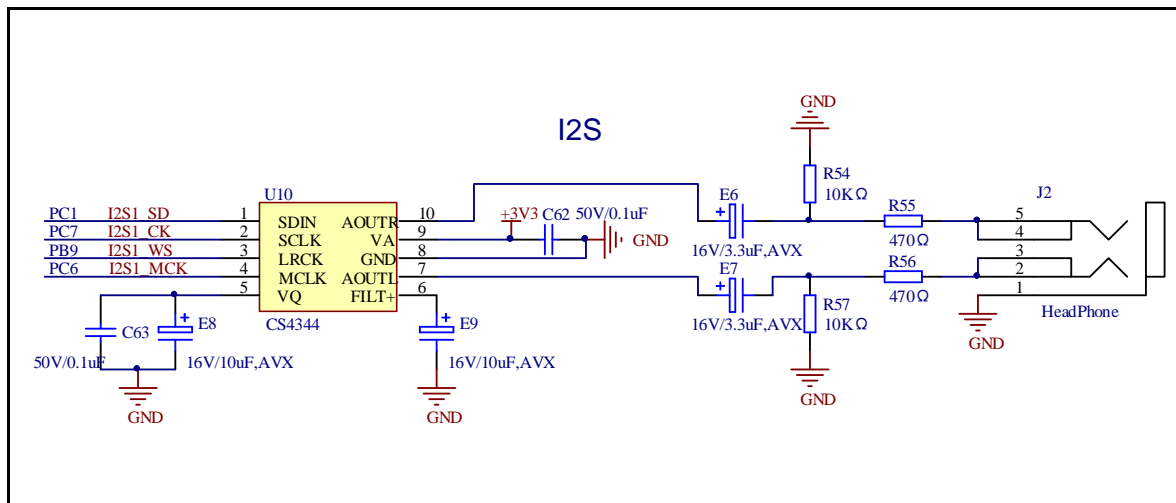 I2S
GND
R54
10KΩ
J2
U10
E6
50V/0.1uF
+3V3
C62
R55
470Ω
PC1 I2S1_SD 1 SDIN AOUTR 10
PC7 I2S1_CK 2 SCLK VA 9
PB9 I2S1_WS 3 LRCK GND 8
PC6 I2S1_MCK 4 MCLK AOUTL 7
5 VQ FILT+ 6
GND
16V/3.3uF,AVX
E7
R56
470Ω
5
4
3
2
1
16V/3.3uF,AVX
R57
10KΩ
HeadPhone
GND
C63
E8
CS4344
E9
50V/0.1uF
16V/10uF,AVX
16V/10uF,AVX
GND
GND
GND